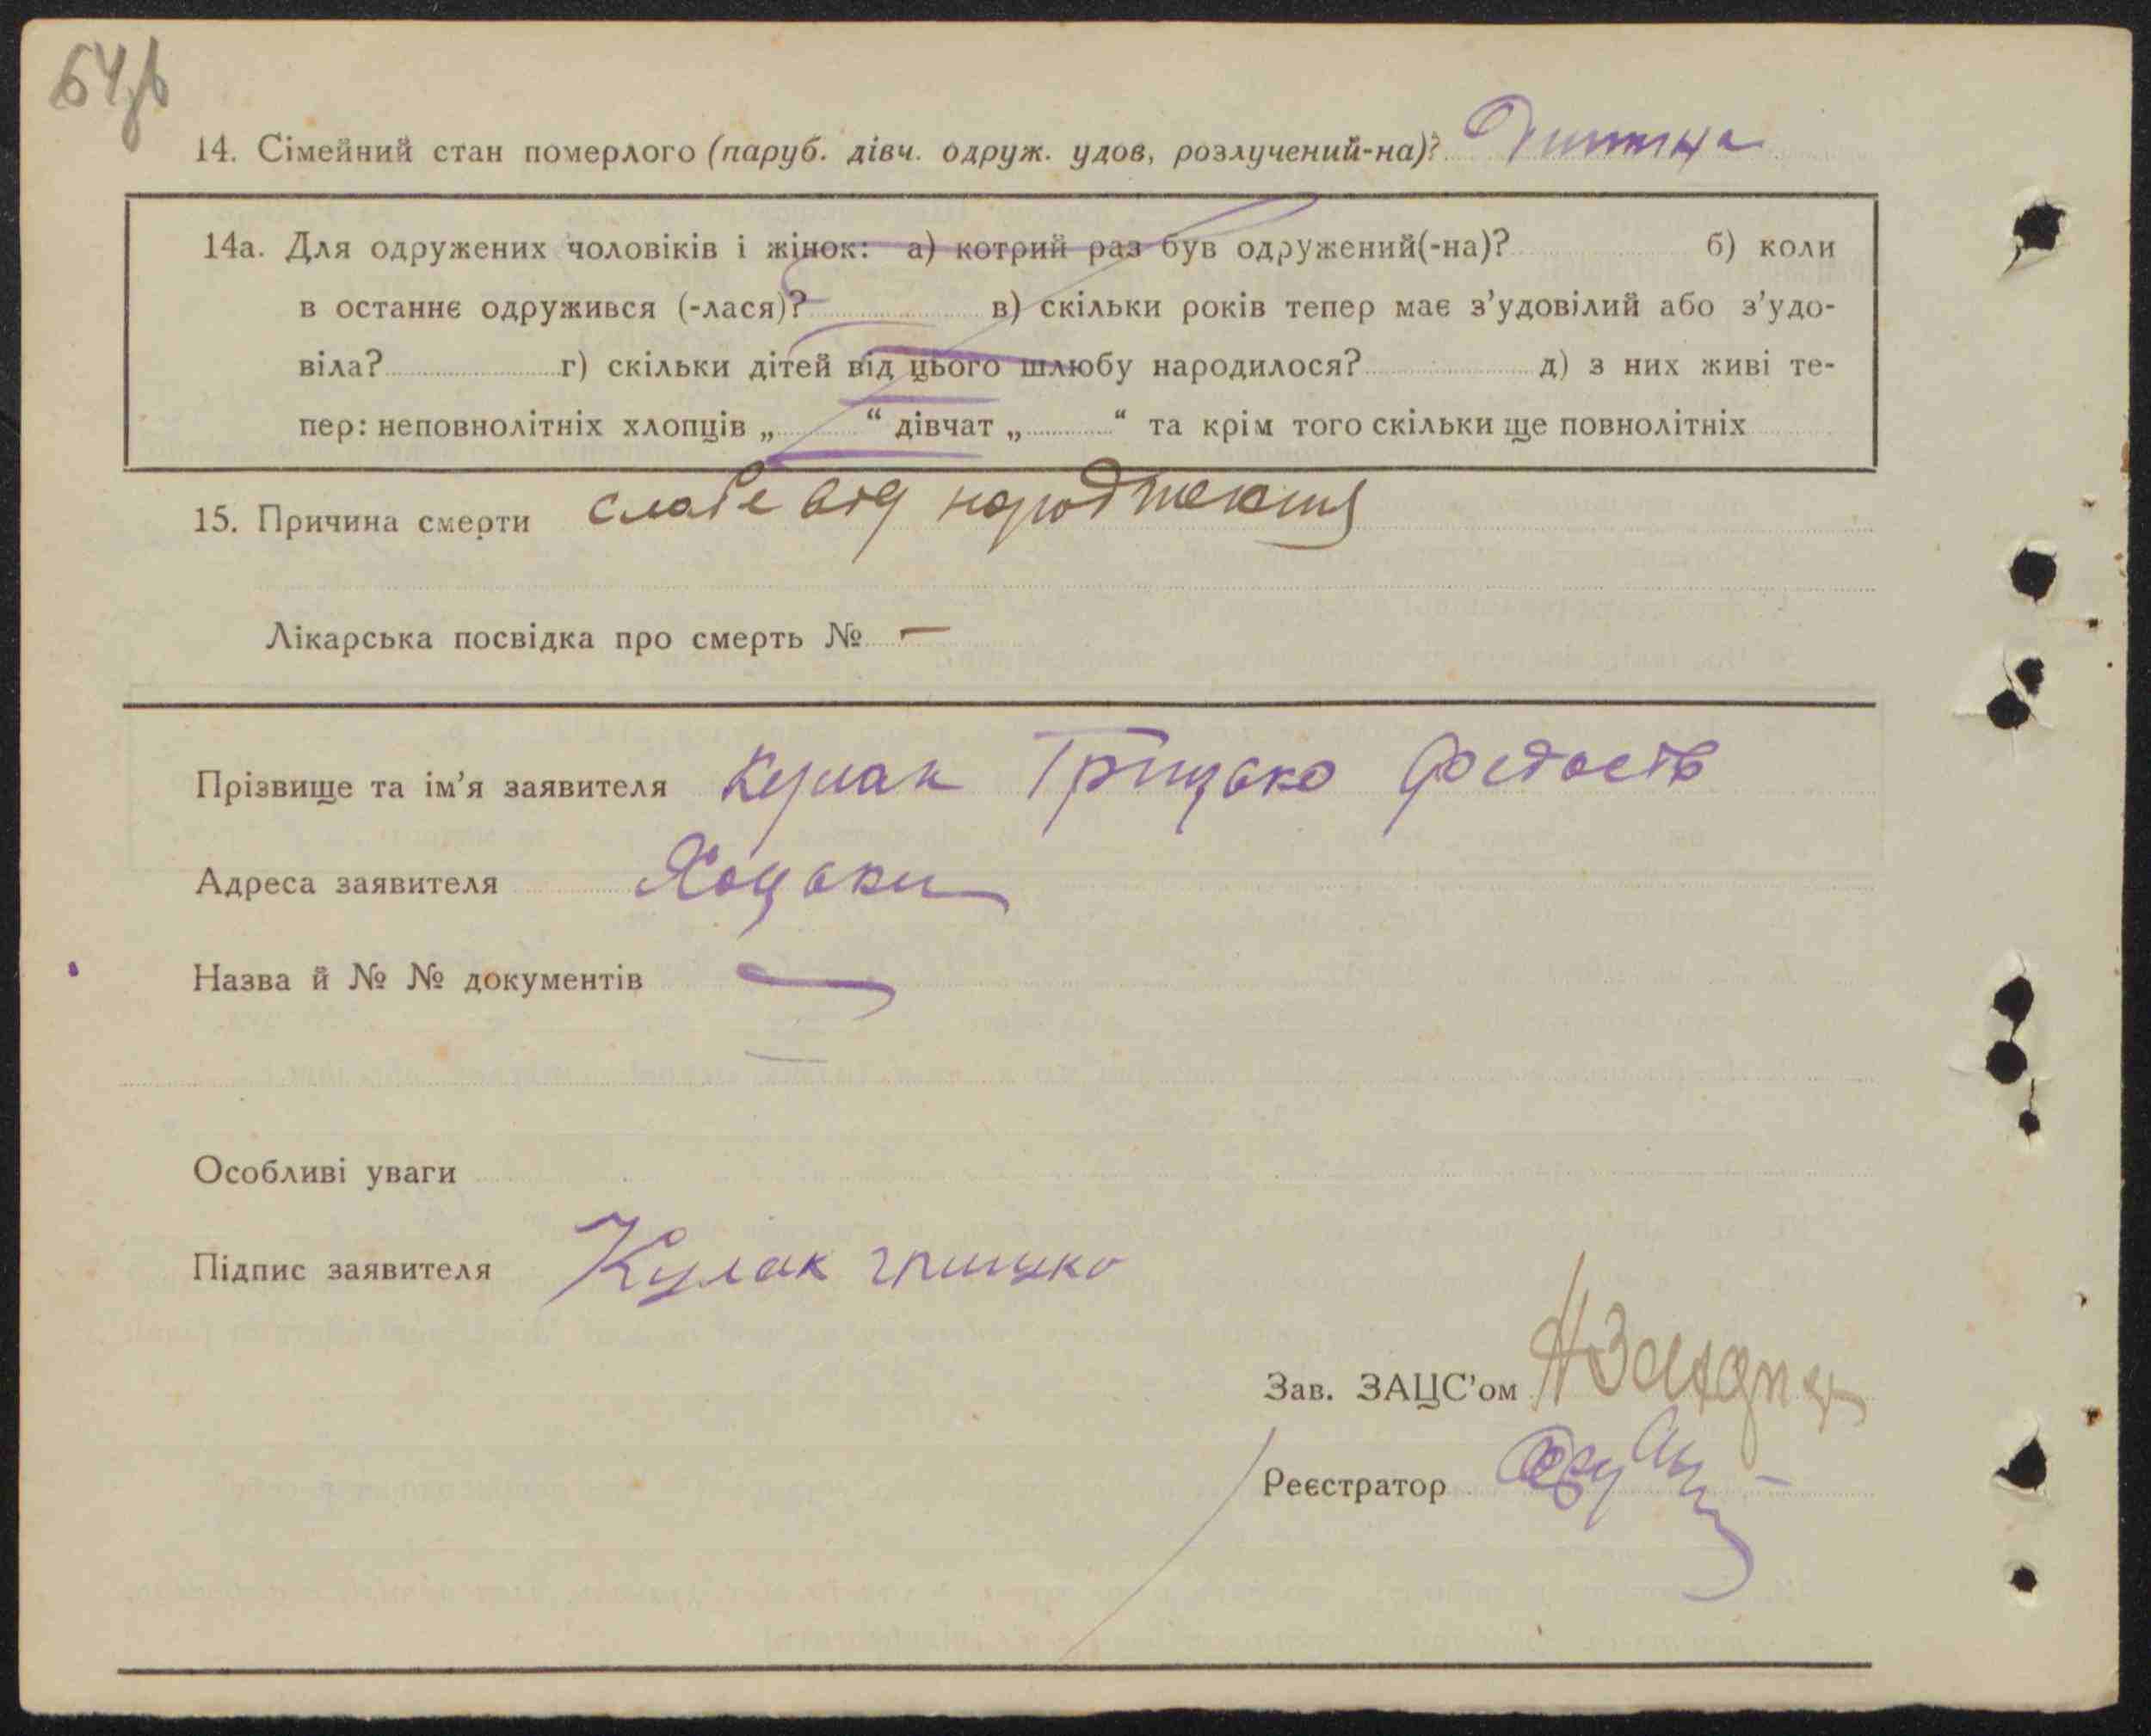 14. Сімейний стан померлого (паруб. дівч. одруж. удов, розлучений-на)? Дитина
14а. Для одружених чоловіків і жінок: а) котрий раз був одружений(-на)? б) коли
в останнє одружився (-лася)? в) скільки років тепер має з’удовілий або з’удо-
віла? г) скільки дітей від цього шлюбу народилося? д) з них живі те-
пер: неповнолітніх хлопців „ “ дівчат „ “ та крім того скільки ще повнолітніх
15. Причина смерти слабе від народження
Лікарська посвідка про смерть № —
Прізвище та ім’я заявителя Кулак Грицько
Адреса заявителя Хоцьки
Назва й № № документів —
Особливі уваги
Підпис заявителя Кулак грицько
Зав. ЗАЦС’ом
Реєстратор